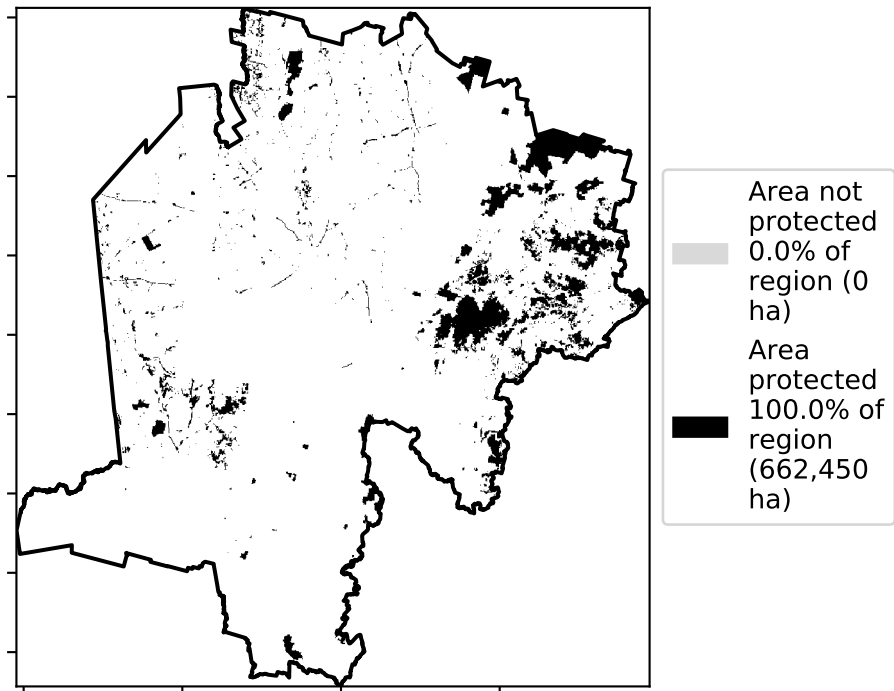 Area not
protected
0.0% of
region (0
ha)
Area
protected
100.0% of
region
(662,450
ha)